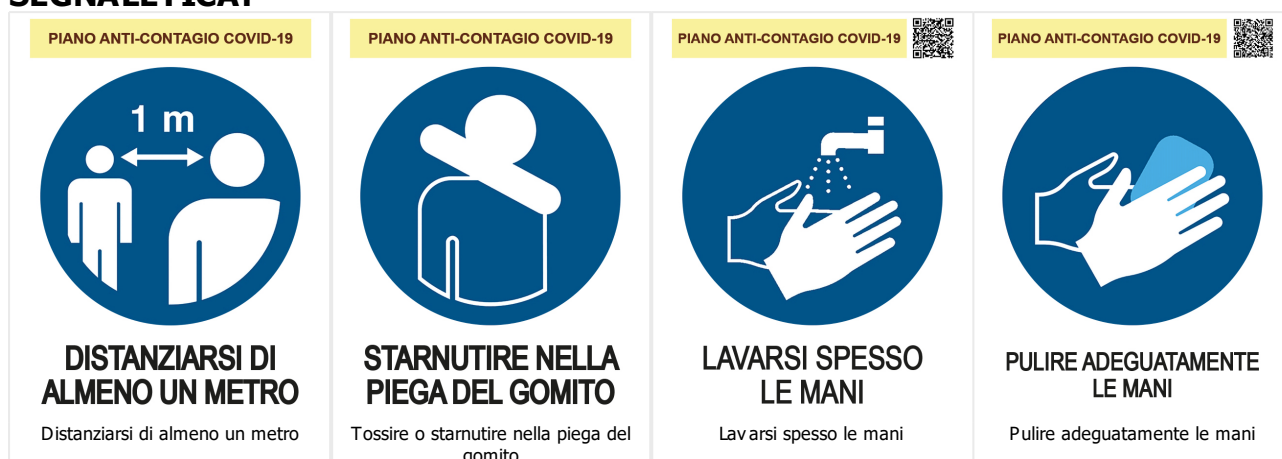 PIANO ANTI-CONTAGIO COVID-19
1 m
DISTANZIARSI DI
ALMENO UN METRO
Distanziarsi di almeno un metro
PIANO ANTI-CONTAGIO COVID-19
STARNUTIRE NELLA
PIEGA DEL GOMITO
Tossire o starnutire nella piega del
gomito
PIANO ANTI-CONTAGIO COVID-19
LAVARSI SPESSO
LE MANI
Lavarsi spesso le mani
PIANO ANTI-CONTAGIO COVID-19
PULIRE ADEGUATAMENTE
LE MANI
Pulire adeguatamente le mani